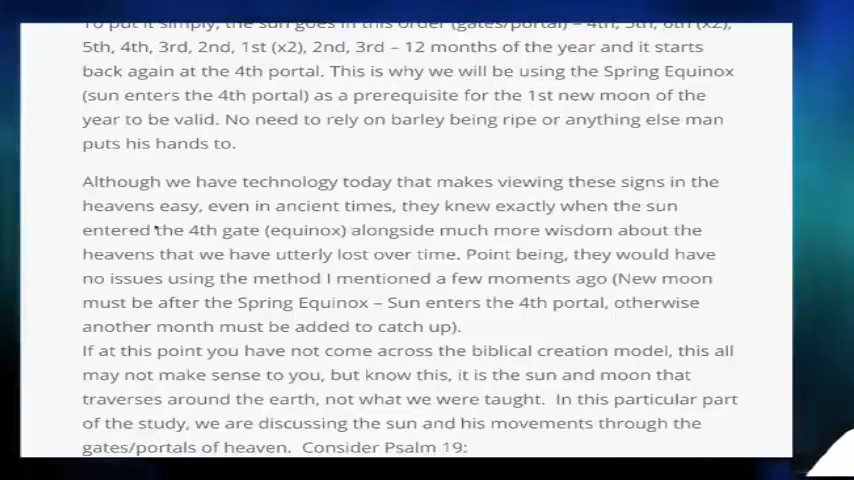 To put it simply, the sun goes in this order (gates/portal) – 4th, 5th, 6th (x2),
5th, 4th, 3rd, 2nd, 1st (x2), 2nd, 3rd – 12 months of the year and it starts
back again at the 4th portal. This is why we will be using the Spring Equinox
(sun enters the 4th portal) as a prerequisite for the 1st new moon of the
year to be valid. No need to rely on barley being ripe or anything else man
puts his hands to.
Although we have technology today that makes viewing these signs in the
heavens easy, even in ancient times, they knew exactly when the sun
entered the 4th gate (equinox) alongside much more wisdom about the
heavens that we have utterly lost over time. Point being, they would have
no issues using the method I mentioned a few moments ago (New moon
must be after the Spring Equinox – Sun enters the 4th portal, otherwise
another month must be added to catch up).
If at this point you have not come across the biblical creation model, this all
may not make sense to you, but know this, it is the sun and moon that
traverses around the earth, not what we were taught.  In this particular part
of the study, we are discussing the sun and his movements through the
gates/portals of heaven.  Consider Psalm 19: